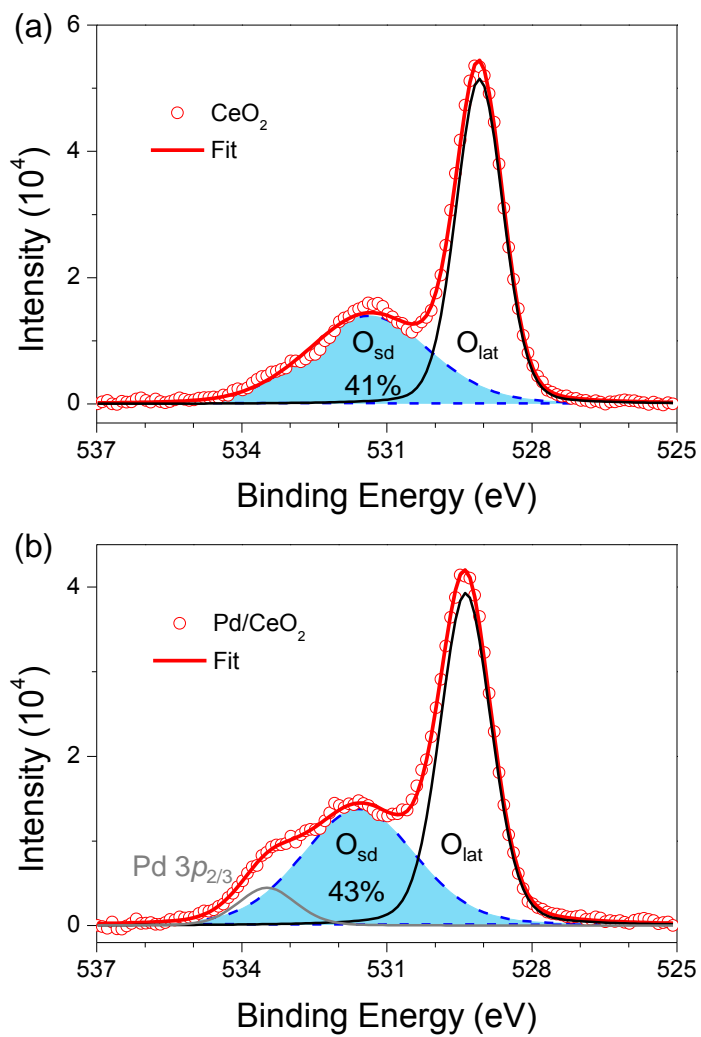 (a)
6
4
2
0
CeO₂
Fit
O_sd
41%
O_lat
Intensity (10⁴)
537 534 531 528 525
Binding Energy (eV)
(b)
4
2
0
Pd/CeO₂
Fit
Pd 3p_2/3
O_sd
43%
O_lat
Intensity (10⁴)
537 534 531 528 525
Binding Energy (eV)